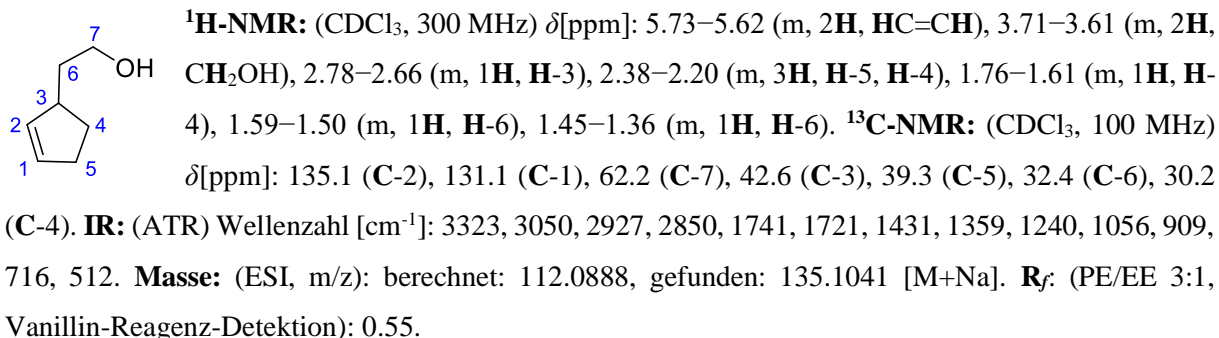 ¹H-NMR: (CDCl₃, 300 MHz) δ[ppm]: 5.73−5.62 (m, 2H, HC=CH), 3.71−3.61 (m, 2H,
7
OH
6
CH₂OH), 2.78−2.66 (m, 1H, H-3), 2.38−2.20 (m, 3H, H-5, H-4), 1.76−1.61 (m, 1H, H-
3
2
4
4), 1.59−1.50 (m, 1H, H-6), 1.45−1.36 (m, 1H, H-6). ¹³C-NMR: (CDCl₃, 100 MHz)
1
5
δ[ppm]: 135.1 (C-2), 131.1 (C-1), 62.2 (C-7), 42.6 (C-3), 39.3 (C-5), 32.4 (C-6), 30.2
(C-4). IR: (ATR) Wellenzahl [cm⁻¹]: 3323, 3050, 2927, 2850, 1741, 1721, 1431, 1359, 1240, 1056, 909,
716, 512. Masse: (ESI, m/z): berechnet: 112.0888, gefunden: 135.1041 [M+Na]. Rf: (PE/EE 3:1,
Vanillin-Reagenz-Detektion): 0.55.